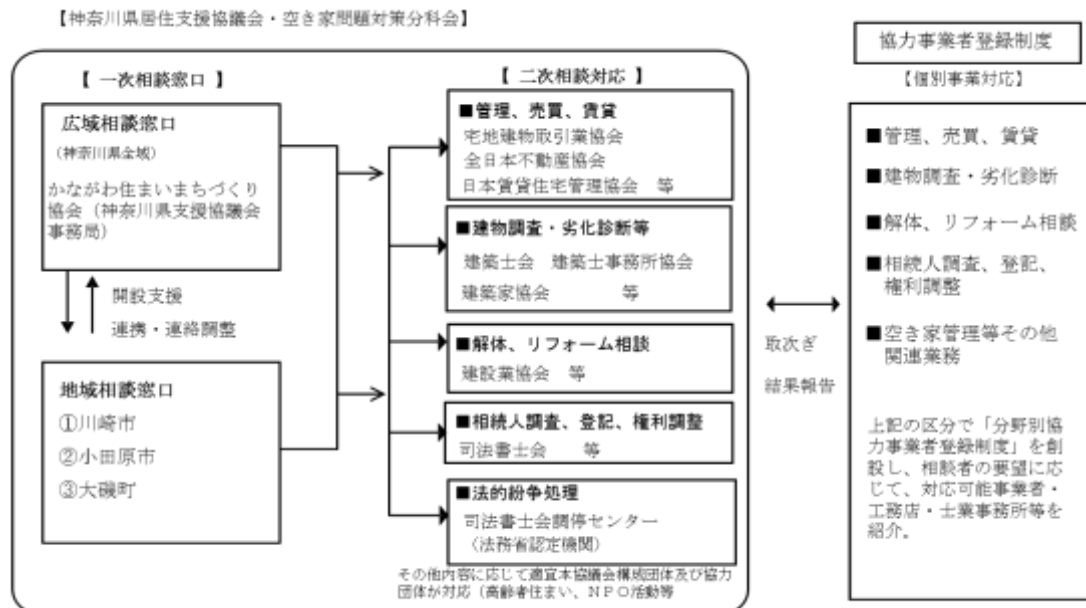 【神奈川県居住支援協議会・空き家問題対策分科会】
【 一次相談窓口 】
広域相談窓口
(神奈川県全域)
かながわ住まいまちづくり
協会（神奈川県支援協議会
事務局）
開設支援
連携・連絡調整
地域相談窓口
①川崎市
②小田原市
③大磯町
【 二次相談対応 】
■管理、売買、賃貸
宅地建物取引業協会
全日本不動産協会
日本賃貸住宅管理協会　等
■建物調査・劣化診断等
建築士会　建築士事務所協会
建築家協会　　　等
■解体、リフォーム相談
建設業協会　等
■相続人調査、登記、権利調整
司法書士会　　等
■法的紛争処理
司法書士会調停センター
（法務省認定機関）
その他内容に応じて適宜本協議会構成団体及び協力
団体が対応（高齢者住まい、ＮＰＯ活動等
取次ぎ
結果報告
協力事業者登録制度
【個別事業対応】
■管理、売買、賃貸
■建物調査・劣化診断
■解体、リフォーム相談
■相続人調査、登記、
権利調整
■空き家管理等その他
関連業務
上記の区分で「分野別協
力事業者登録制度」を創
設し、相談者の要望に応
じて、対応可能事業者・
工務店・士業事務所等を
紹介。